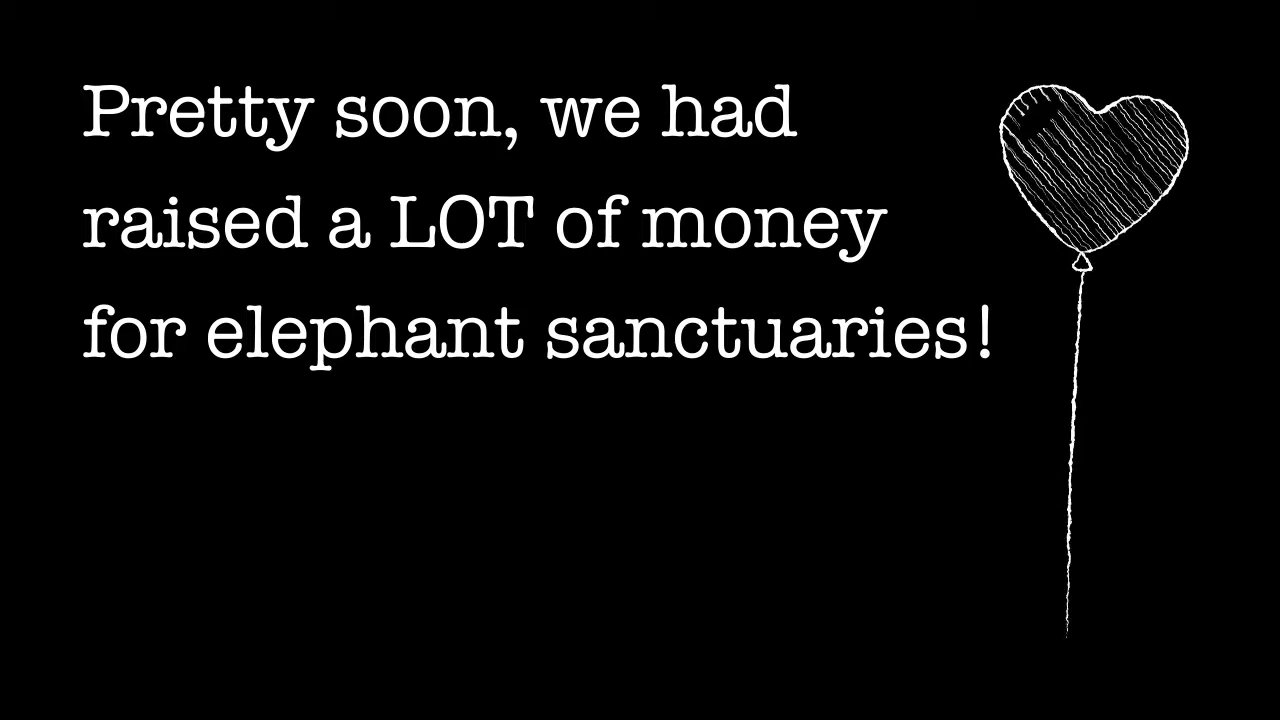 Pretty soon, we had
raised a LOT of money
for elephant sanctuaries!